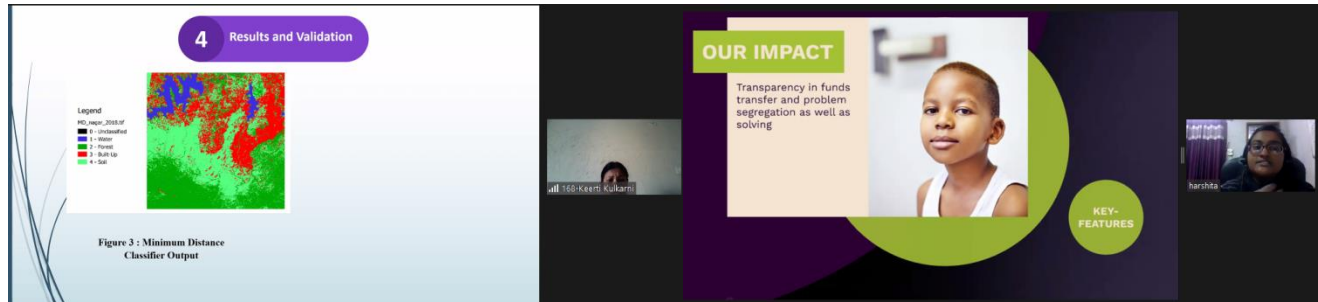 4
Results and Validation
Legend
MD_nagar_2018.tif
0 - Unclassified
1 - Water
2 - Forest
3 - Built-Up
4 - Soil
Figure 3 : Minimum Distance
Classifier Output
168-Keerti Kulkarni
OUR IMPACT
Transparency in funds
transfer and problem
segregation as well as
solving
KEY-
FEATURES
harshita